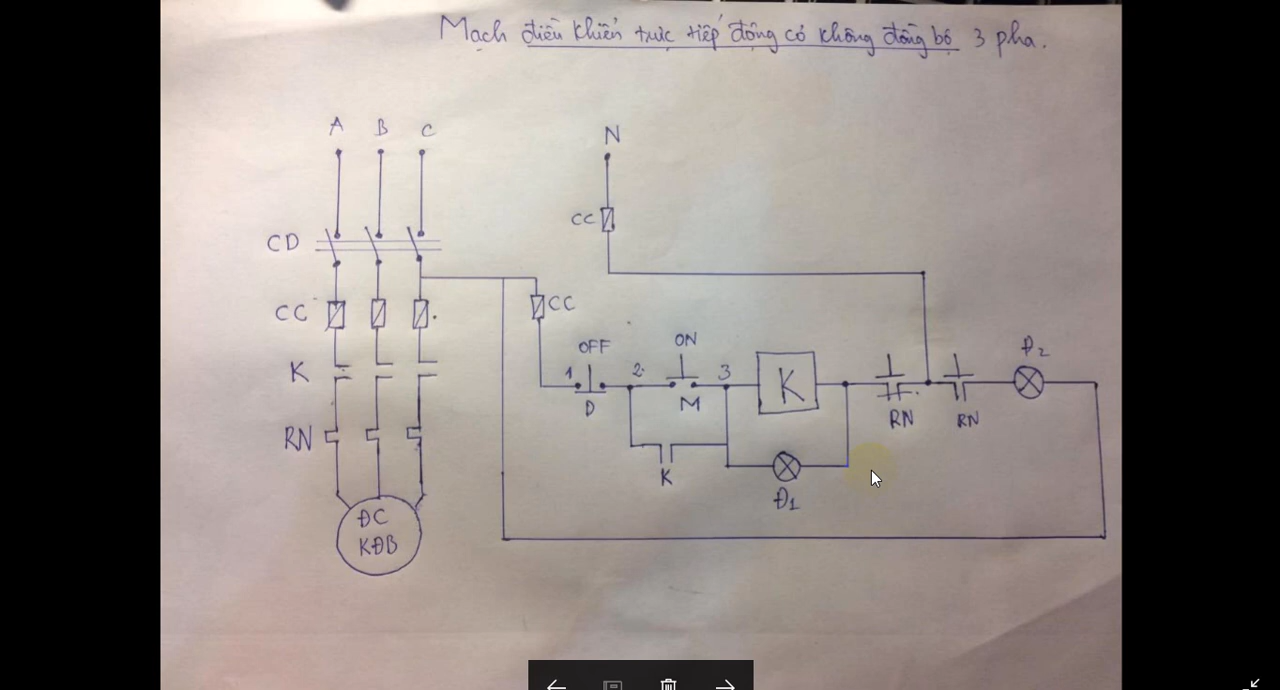 Mạch điều khiển trực tiếp động cơ không đồng bộ 3 pha.
A B C
N
CC
CD
CC
CC
OFF
ON
K
1
2
3
K
Đ2
D
M
RN
RN
RN
K
Đ1
ĐC
KĐB